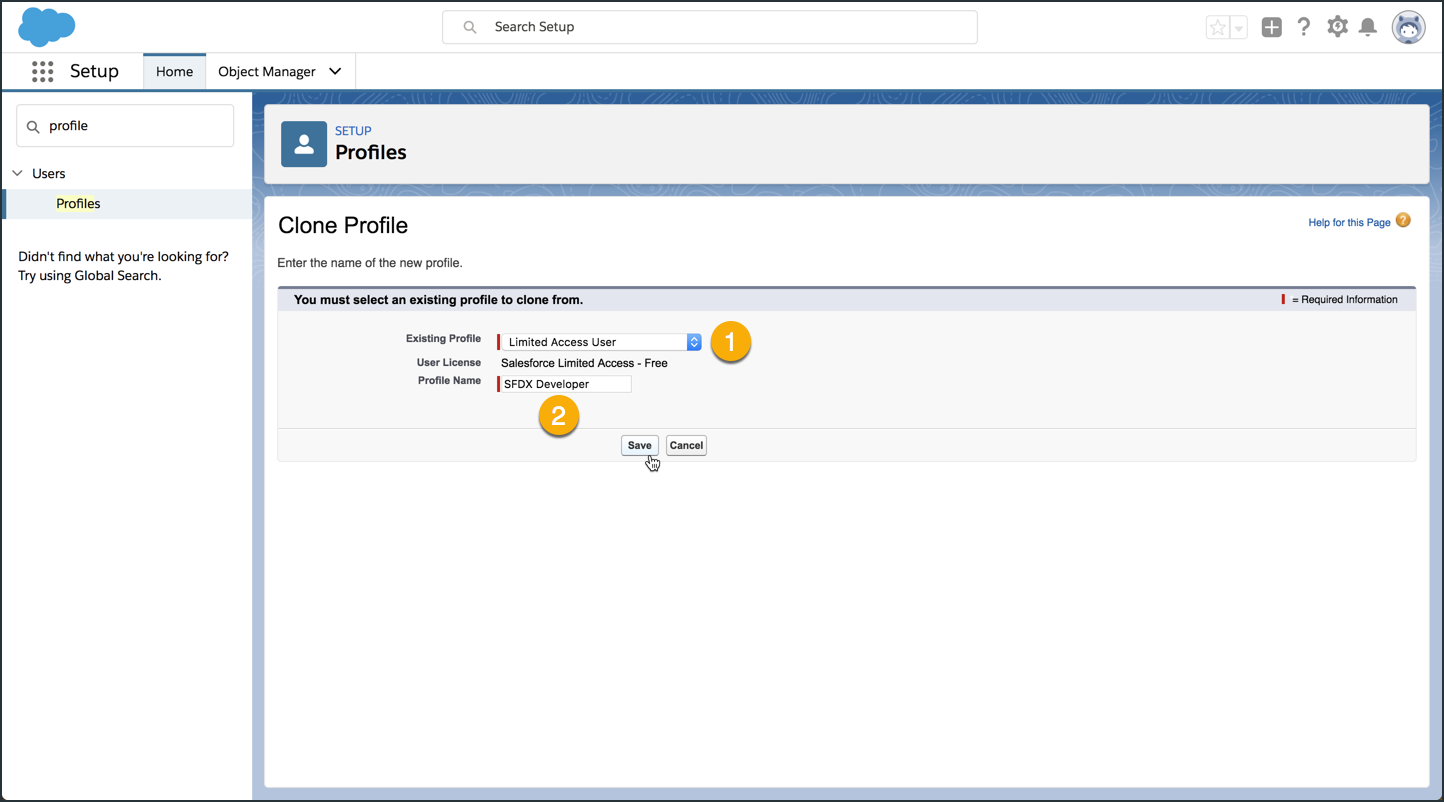 Search Setup
Setup
Home
Object Manager
profile
Users
Profiles
Didn't find what you're looking for?
Try using Global Search.
SETUP
Profiles
Clone Profile
Help for this Page ?
Enter the name of the new profile.
You must select an existing profile to clone from.
= Required Information
Existing Profile
Limited Access User
1
User License
Salesforce Limited Access - Free
Profile Name
SFDX Developer
2
Save
Cancel